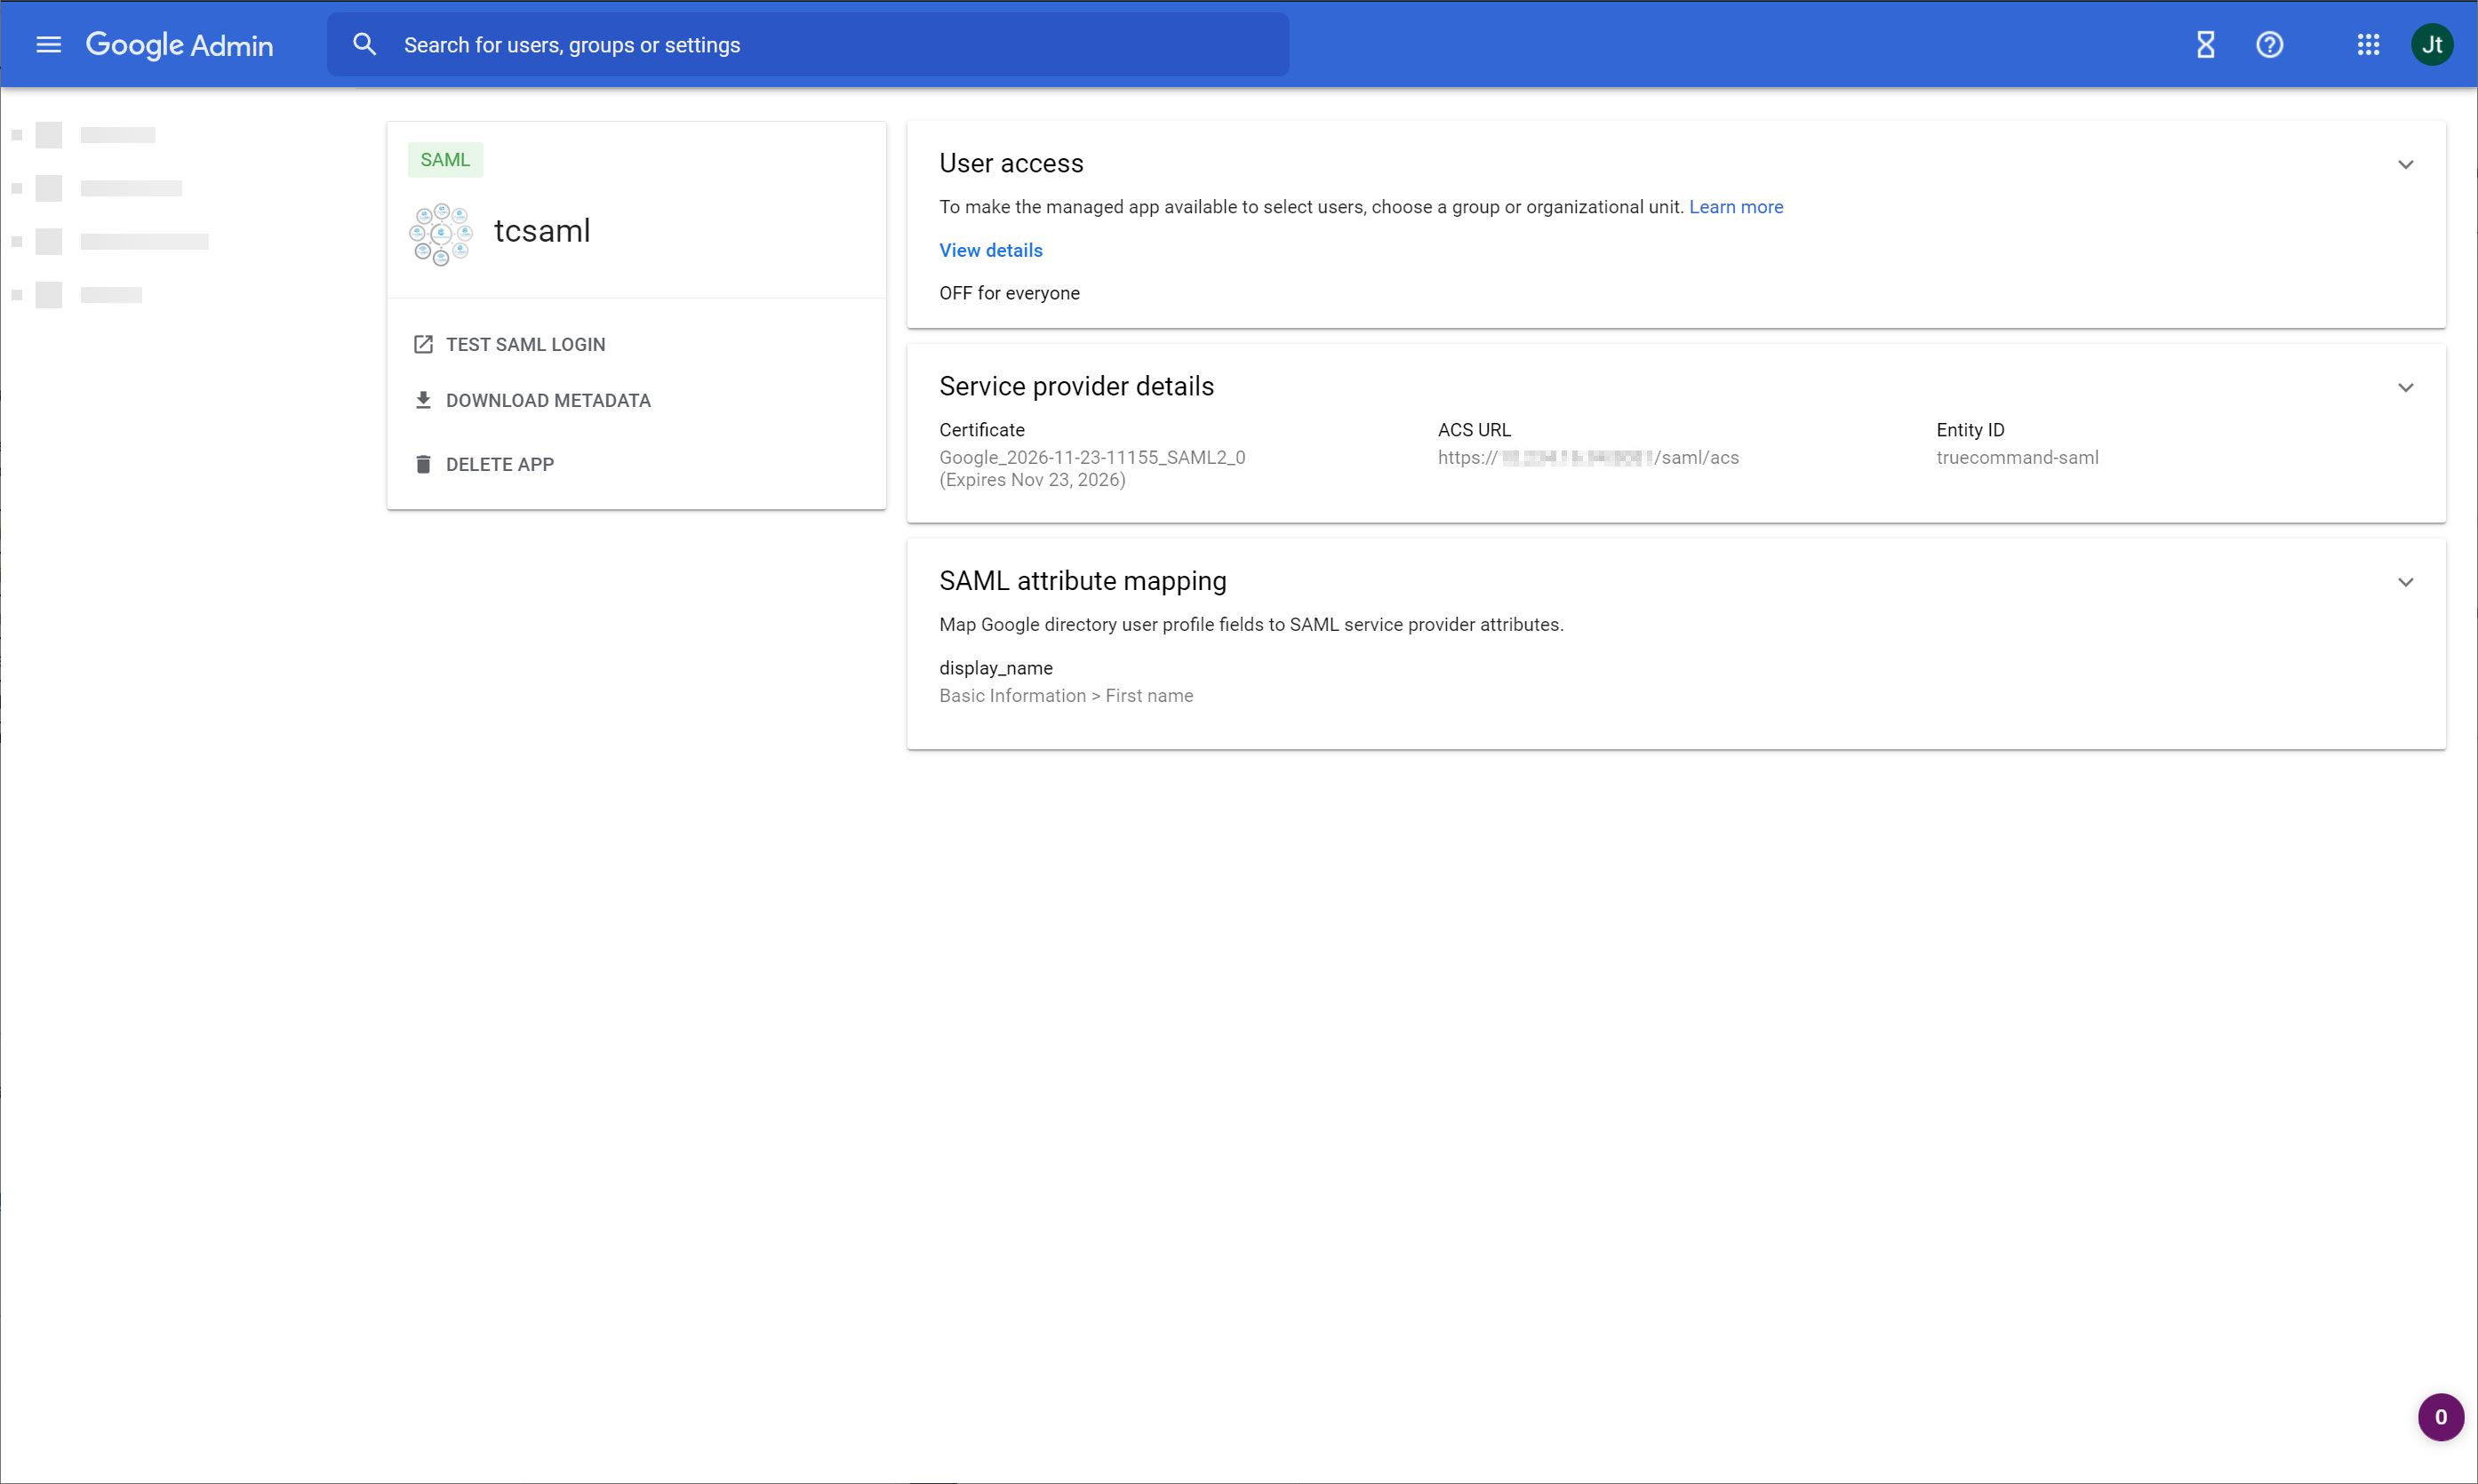 Google Admin
Search for users, groups or settings
Jt
SAML
tcsaml
TEST SAML LOGIN
DOWNLOAD METADATA
DELETE APP
User access
To make the managed app available to select users, choose a group or organizational unit. Learn more
View details
OFF for everyone
Service provider details
Certificate
Google_2026-11-23-11155_SAML2_0
(Expires Nov 23, 2026)
ACS URL
https:// /saml/acs
Entity ID
truecommand-saml
SAML attribute mapping
Map Google directory user profile fields to SAML service provider attributes.
display_name
Basic Information > First name
0